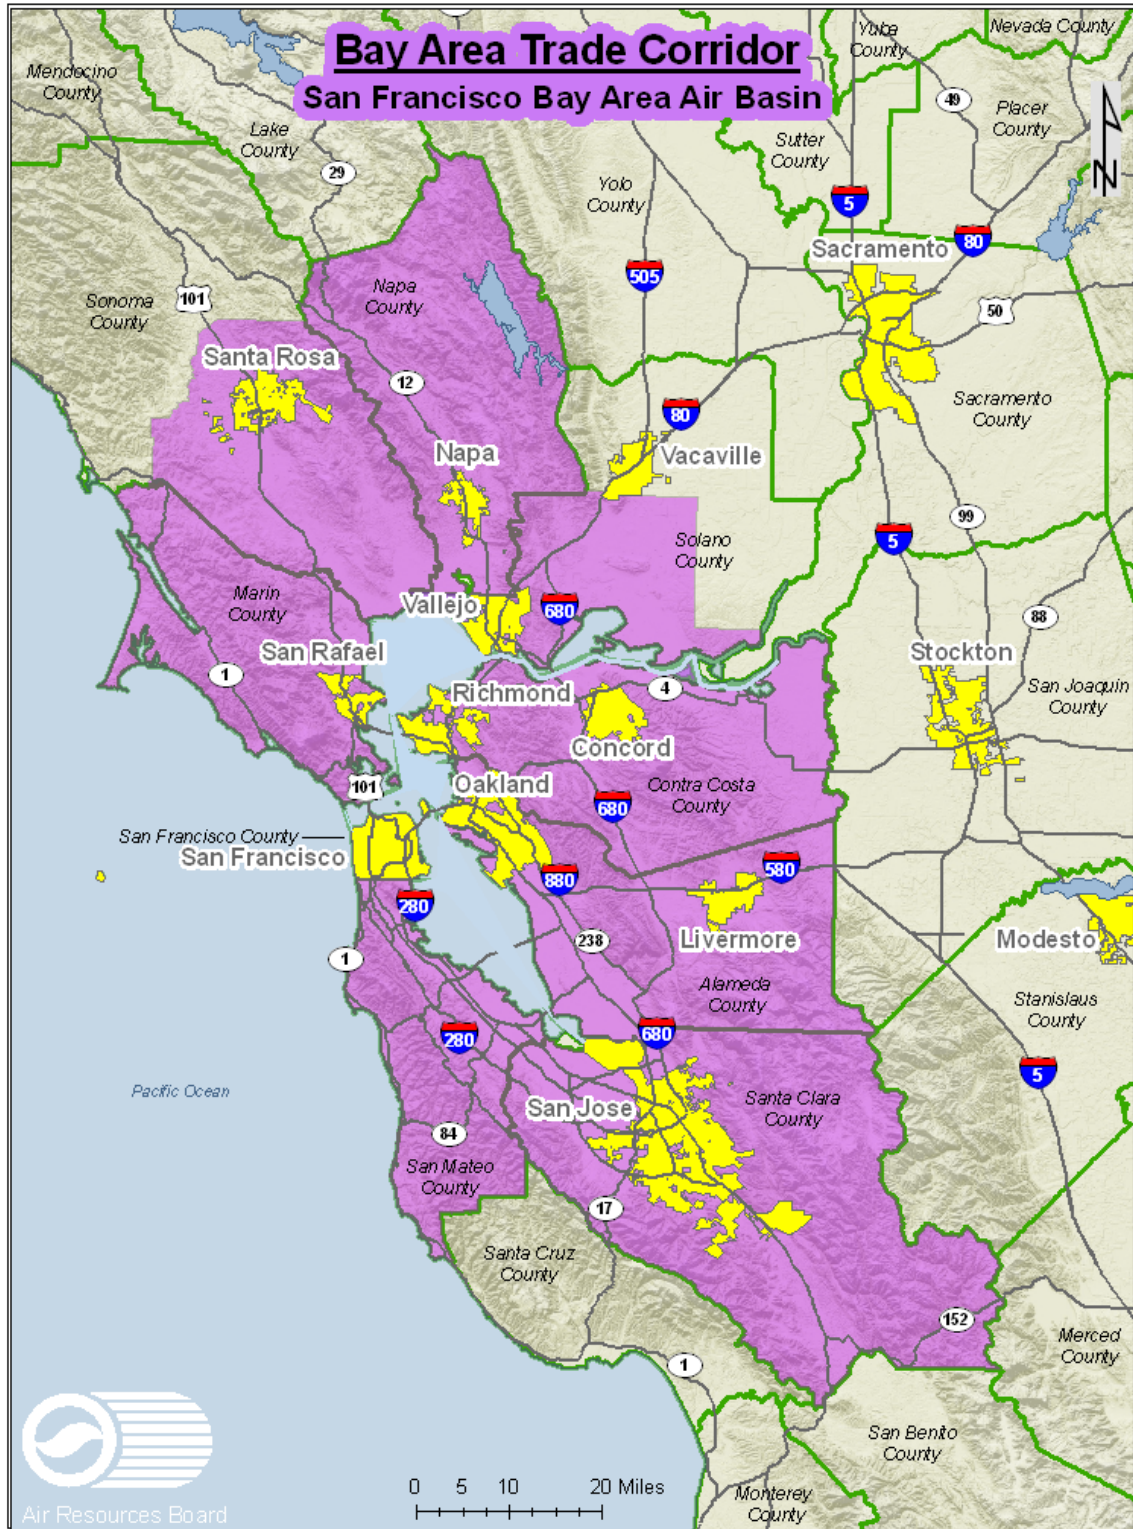 Bay Area Trade Corridor
San Francisco Bay Area Air Basin
Mendocino
County
Lake
County
29
Yuba
County
Nevada County
49
Placer
County
Sutter
County
N
Yolo
County
5
80
Sacramento
505
50
Sonoma
County
101
Napa
County
Santa Rosa
12
80
Sacramento
County
Napa
Vacaville
99
5
Solano
County
Marin
County
Vallejo
680
88
San Rafael
1
Richmond
4
Stockton
San Joaquin
County
Concord
101
Oakland
680
Contra Costa
County
San Francisco County
San Francisco
280
880
580
238
Livermore
Modesto
1
Alameda
County
Stanislaus
County
280
680
5
Pacific Ocean
San Jose
Santa Clara
County
84
San Mateo
County
17
Santa Cruz
County
152
Merced
County
1
San Benito
County
Monterey
County
0 5 10 20 Miles
Air Resources Board